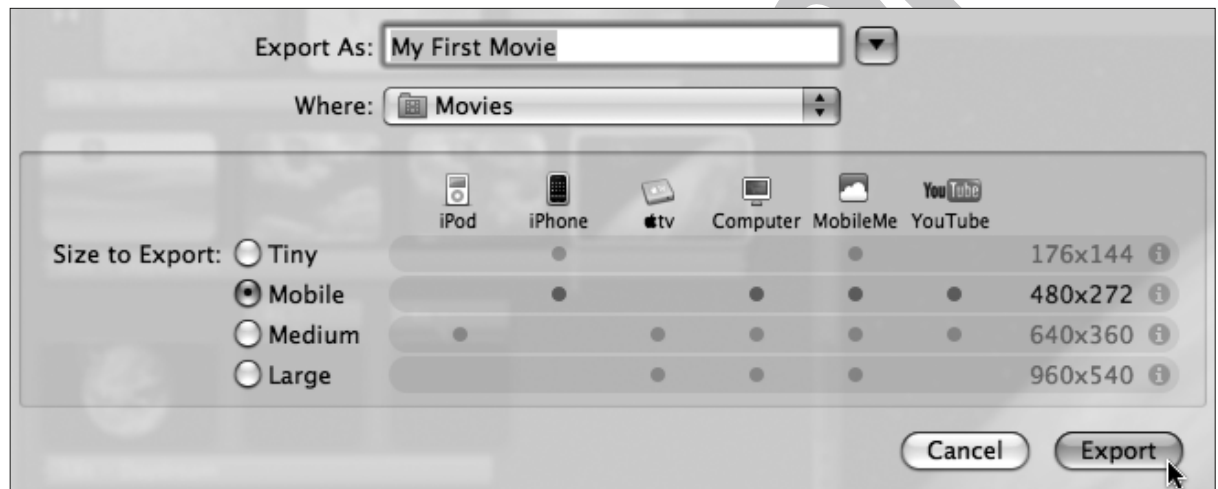 Export As: My First Movie
Where: Movies
iPod iPhone tv Computer MobileMe YouTube
Size to Export: Tiny 176x144
Mobile 480x272
Medium 640x360
Large 960x540
Cancel Export